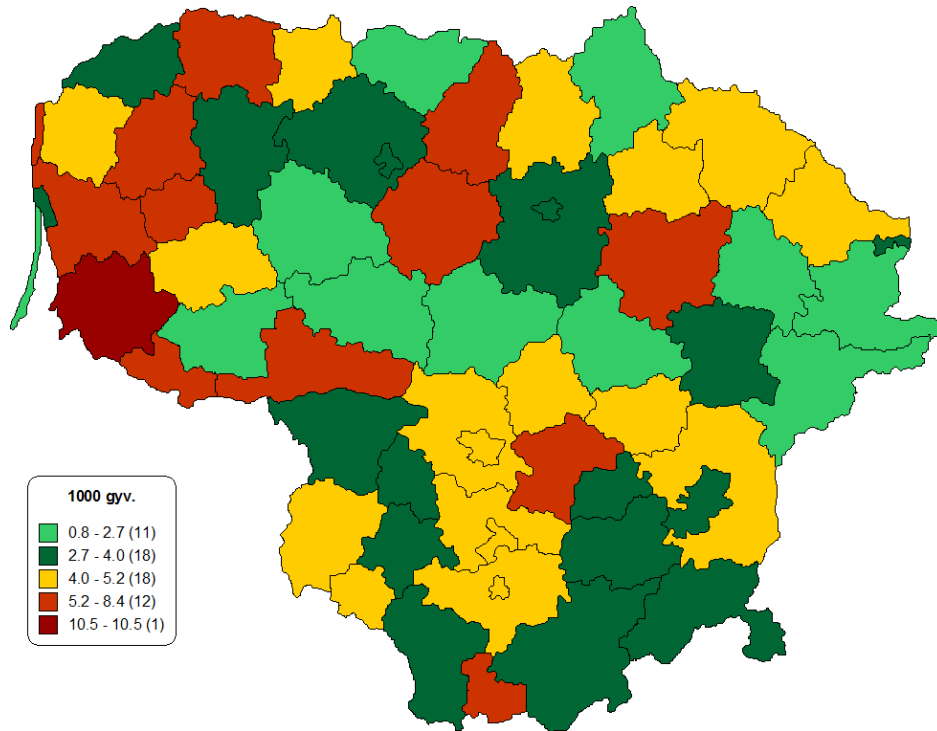 1000 gyv.
0.8 - 2.7 (11)
2.7 - 4.0 (18)
4.0 - 5.2 (18)
5.2 - 8.4 (12)
10.5 - 10.5 (1)